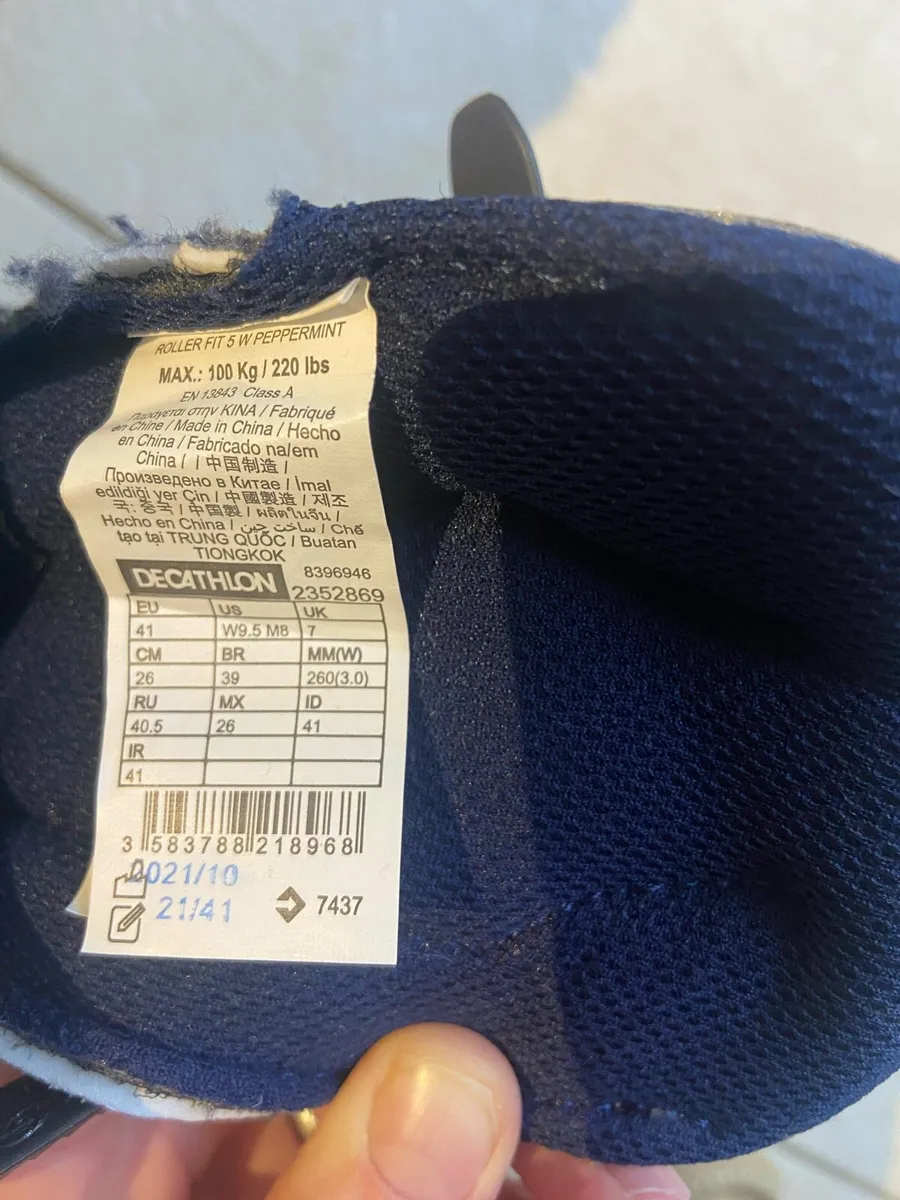 ROLLER FIT 5 W PEPPERMINT
MAX.: 100 Kg / 220 lbs
EN 13843 Class A
Παράγεται στην ΚΙΝΑ / Fabriqué
en Chine / Made in China / Hecho
en China / Fabricado na/em
China / | 中国制造 |
Произведено в Китае / İmal
edildiği yer Çin / 中國製造 / 제조
국: 중국 / 中国製 / ผลิตในจีน /
Hecho en China / ساخت چین / Chế
tạo tại TRUNG QUỐC / Buatan
TIONGKOK
DECATHLON 8396946
2352869
EU US UK
41 W9.5 M8 7
CM BR MM(W)
26 39 260(3.0)
RU MX ID
40.5 26 41
IR
41
3 583788 218968
2021/10
21/41 7437